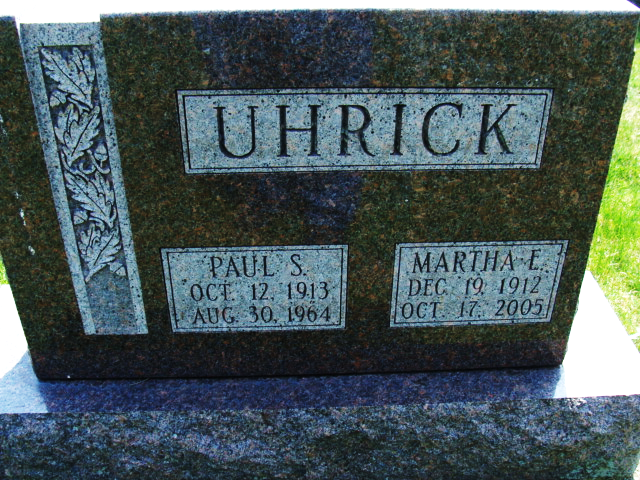 UHRICK
PAUL S.
OCT. 12, 1913
AUG. 30, 1964
MARTHA E.
DEC. 19, 1912
OCT. 17, 2005